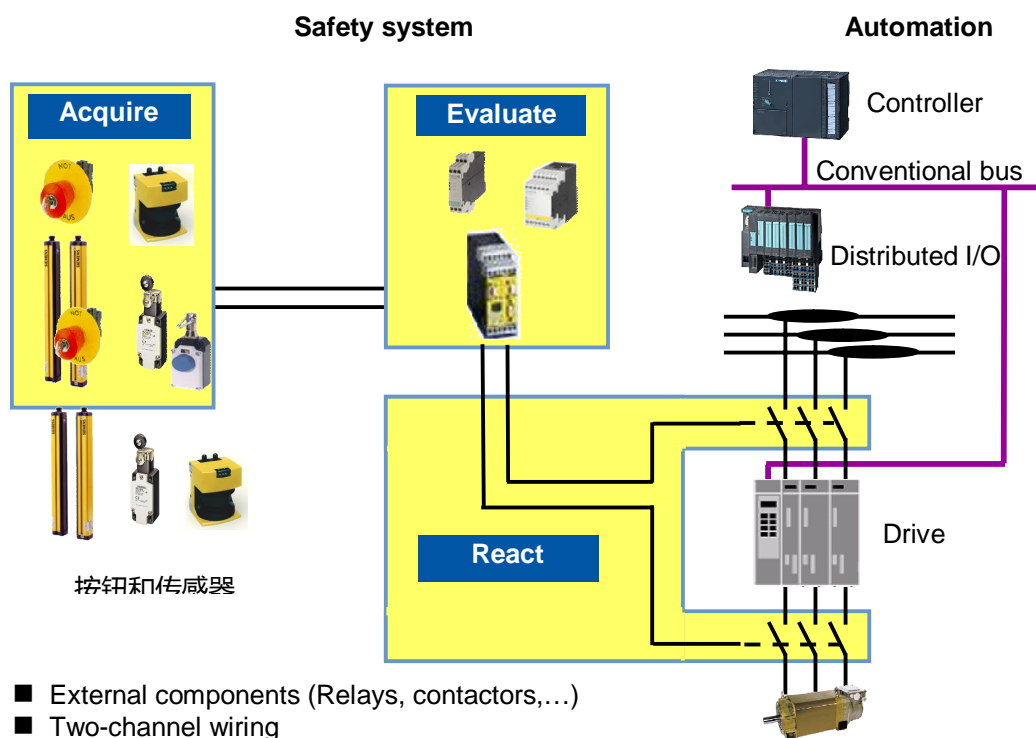 Safety system
Automation
Acquire
Evaluate
Controller
Conventional bus
Distributed I/O
React
Drive
按钮和传感器
■ External components (Relays, contactors,…)
■ Two-channel wiring